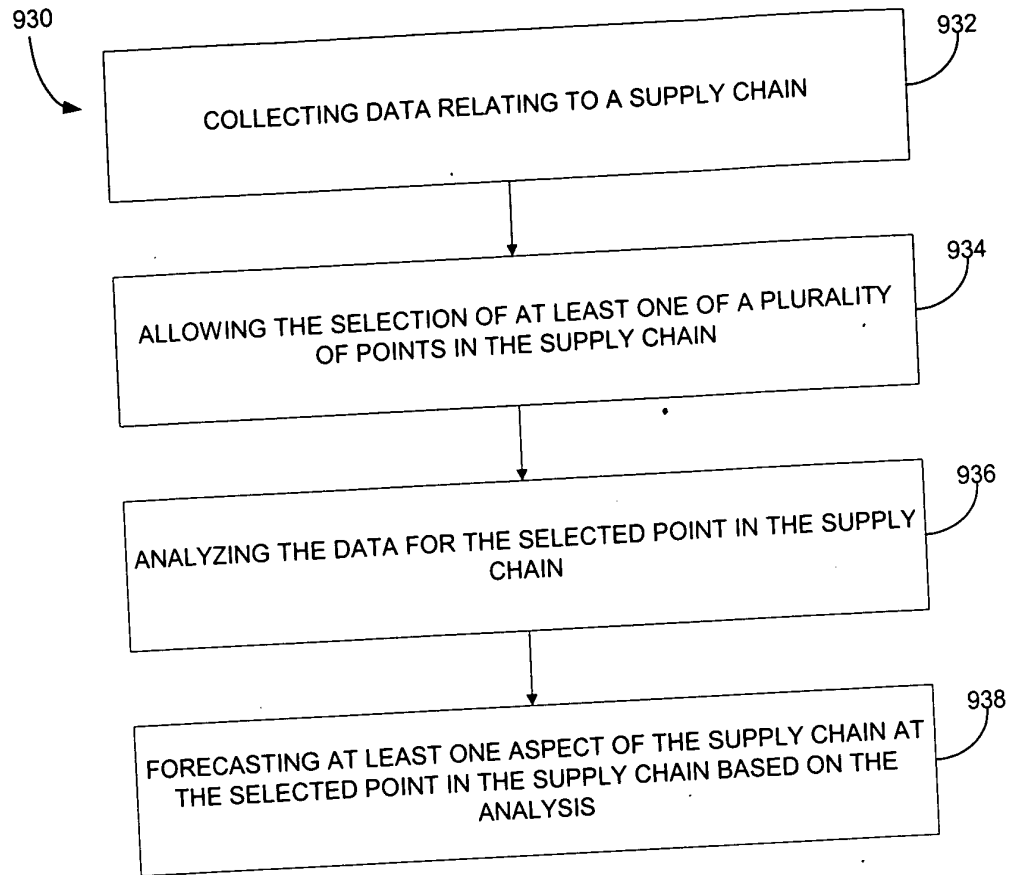 930
932
COLLECTING DATA RELATING TO A SUPPLY CHAIN
934
ALLOWING THE SELECTION OF AT LEAST ONE OF A PLURALITY
OF POINTS IN THE SUPPLY CHAIN
936
ANALYZING THE DATA FOR THE SELECTED POINT IN THE SUPPLY
CHAIN
938
FORECASTING AT LEAST ONE ASPECT OF THE SUPPLY CHAIN AT
THE SELECTED POINT IN THE SUPPLY CHAIN BASED ON THE
ANALYSIS